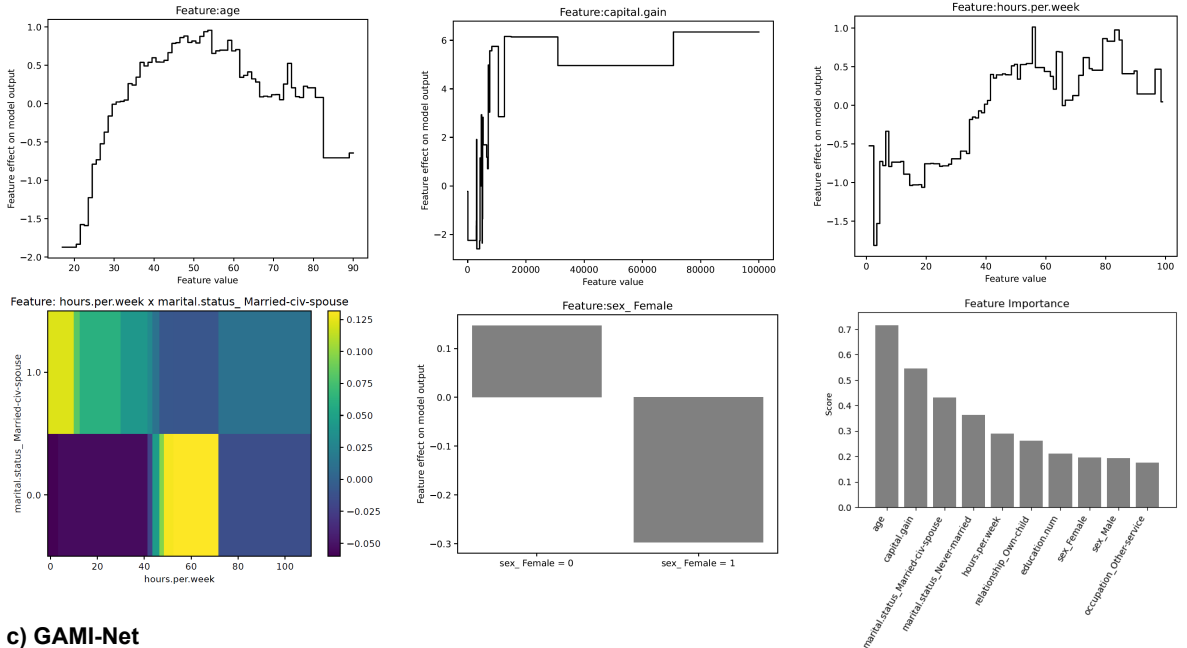 Feature:age
Feature effect on model output
1.0
0.5
0.0
−0.5
−1.0
−1.5
−2.0
20 30 40 50 60 70 80 90
Feature value
Feature:capital.gain
Feature effect on model output
6
4
2
0
−2
0 20000 40000 60000 80000 100000
Feature value
Feature:hours.per.week
Feature effect on model output
1.0
0.5
0.0
−0.5
−1.0
−1.5
0 20 40 60 80 100
Feature value
Feature: hours.per.week x marital.status_ Married-civ-spouse
marital.status_ Married-civ-spouse
1.0
0.0
0 20 40 60 80 100
hours.per.week
0.125
0.100
0.075
0.050
0.025
0.000
−0.025
−0.050
Feature:sex_ Female
Feature effect on model output
0.1
0.0
−0.1
−0.2
−0.3
sex_ Female = 0 sex_ Female = 1
Feature Importance
Score
0.7
0.6
0.5
0.4
0.3
0.2
0.1
0.0
age
capital.gain
marital.status_Married-civ-spouse
marital.status_Never-married
hours.per.week
relationship_Own-child
education.num
sex_Female
sex_Male
occupation_Other-service
c) GAMI-Net